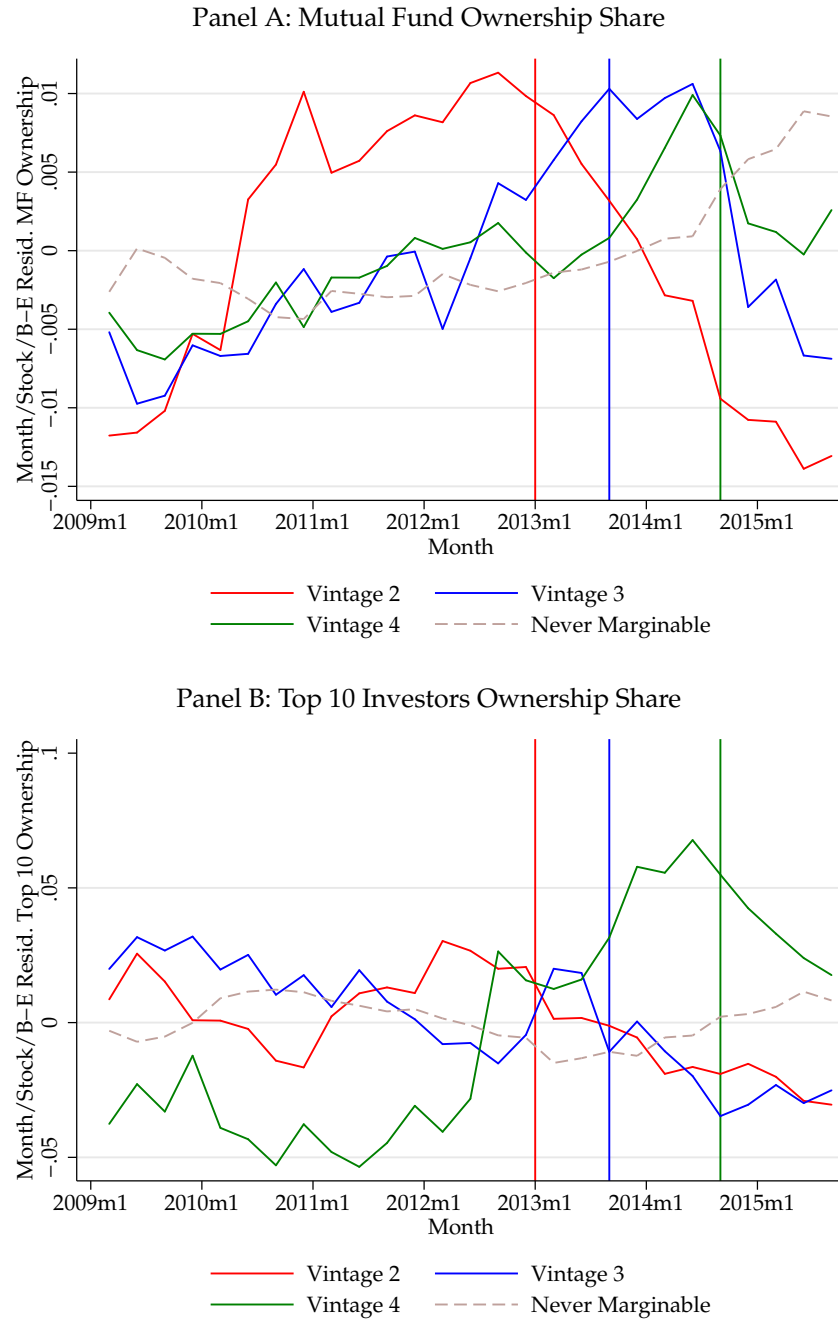 Panel A: Mutual Fund Ownership Share
Month/Stock/B−E Resid. MF Ownership
.01
.005
0
−.005
−.01
−.015
2009m1 2010m1 2011m1 2012m1 2013m1 2014m1 2015m1
Month
Vintage 2 Vintage 3
Vintage 4 Never Marginable
Panel B: Top 10 Investors Ownership Share
Month/Stock/B−E Resid. Top 10 Ownership
.1
.05
0
−.05
2009m1 2010m1 2011m1 2012m1 2013m1 2014m1 2015m1
Month
Vintage 2 Vintage 3
Vintage 4 Never Marginable